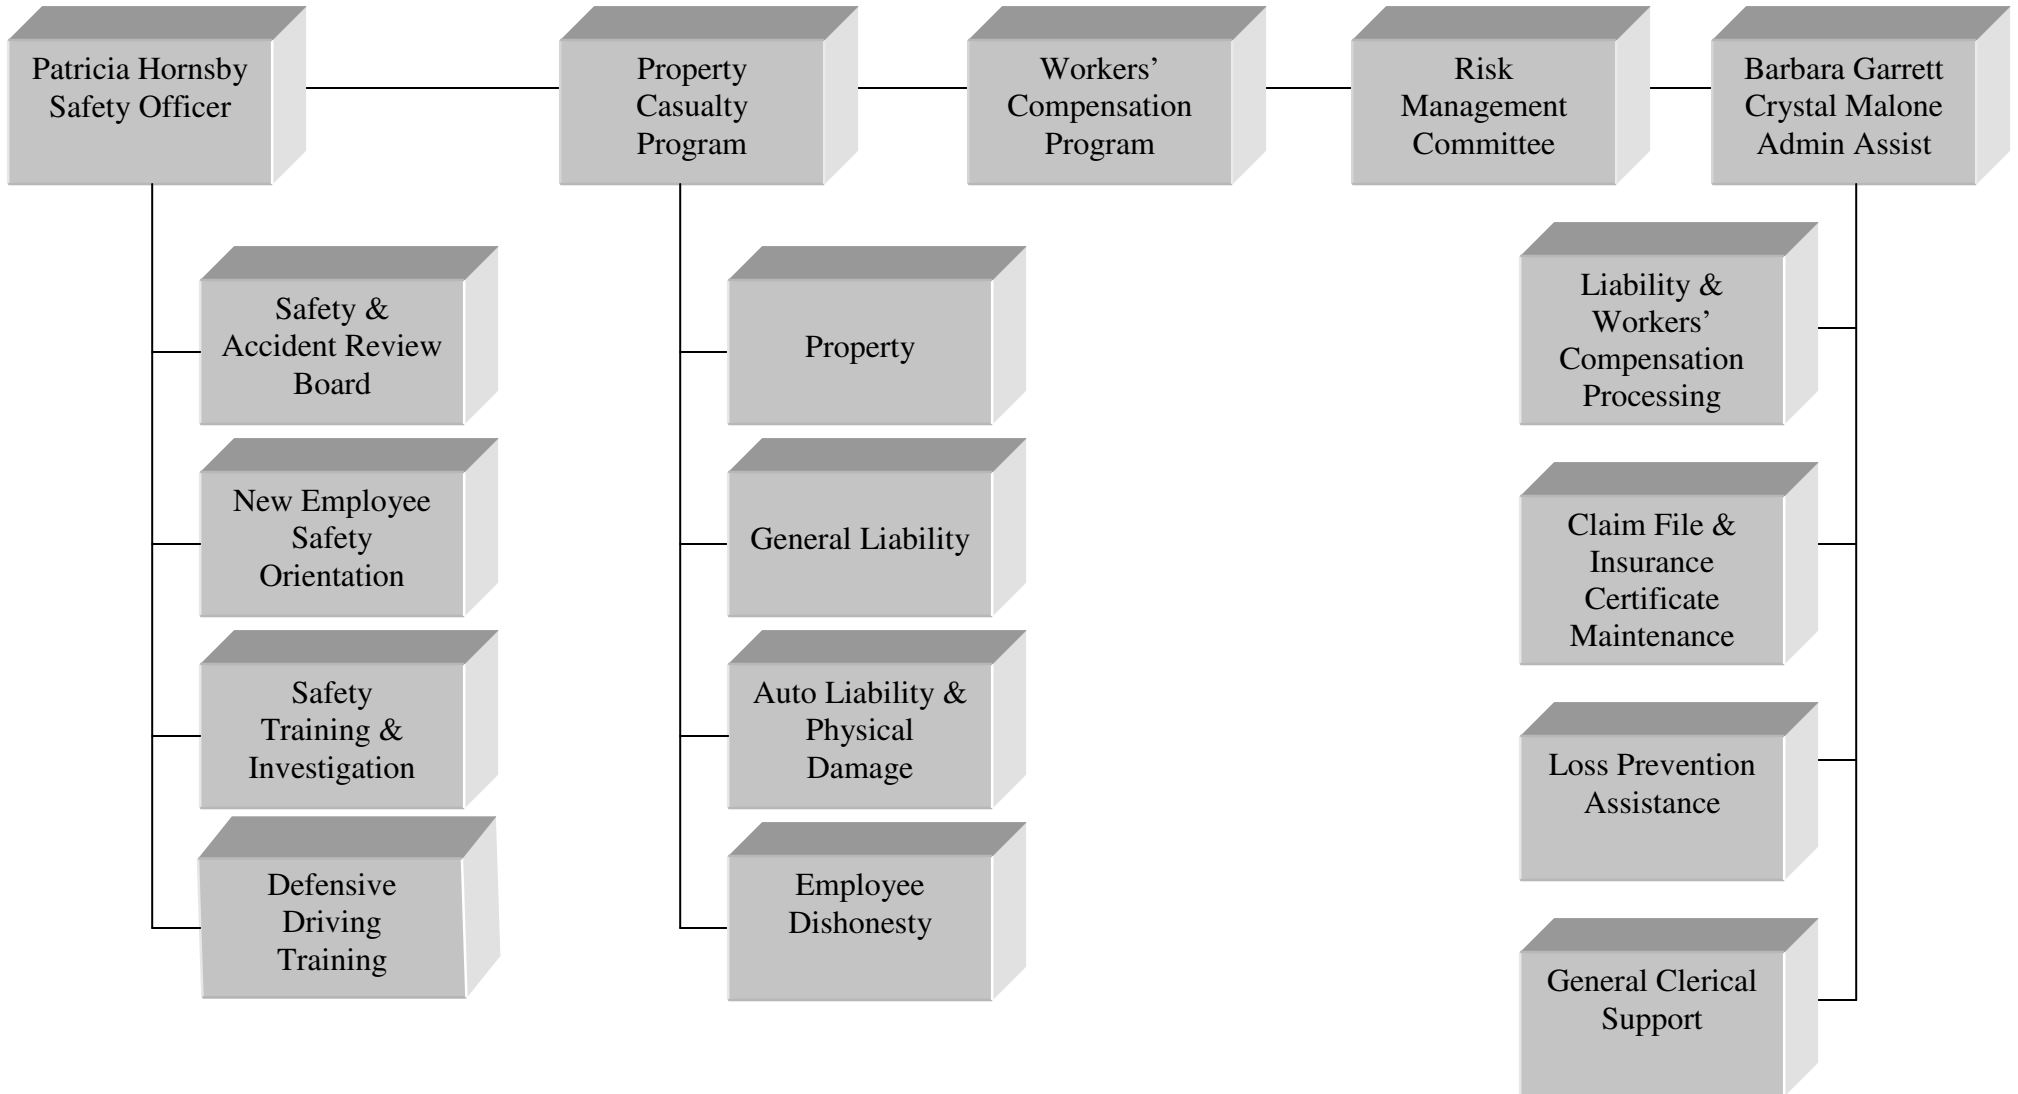 Patricia Hornsby
Safety Officer
Property
Casualty
Program
Workers’
Compensation
Program
Risk
Management
Committee
Barbara Garrett
Crystal Malone
Admin Assist
Safety &
Accident Review
Board
New Employee
Safety
Orientation
Safety
Training &
Investigation
Defensive
Driving
Training
Property
General Liability
Auto Liability &
Physical
Damage
Employee
Dishonesty
Liability &
Workers’
Compensation
Processing
Claim File &
Insurance
Certificate
Maintenance
Loss Prevention
Assistance
General Clerical
Support